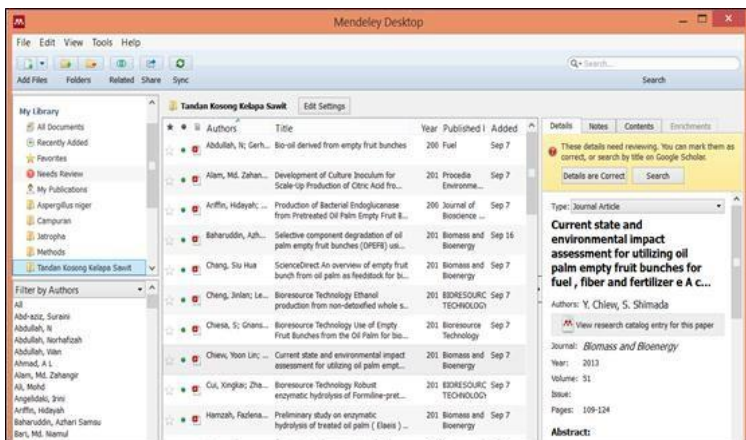 Mendeley Desktop
File Edit View Tools Help
Add Files Folders Related Share Sync
Search...
Search
My Library
All Documents
Recently Added
Favorites
Needs Review
My Publications
Aspergillus niger
Campuran
Jatropha
Methods
Tandan Kosong Kelapa Sawit
Filter by Authors
All
Abd-aziz, Suraini
Abdullah, N
Abdullah, Norhafizah
Abdullah, Wan
Ahmad, A L
Alam, Md. Zahangir
Ali, Mohd
Angelidaki, Irini
Ariffin, Hidayah
Baharuddin, Azhari Samsu
Bari, Md. Niamul
Tandan Kosong Kelapa Sawit Edit Settings
Authors Title Year Published I Added
Abdullah, N; Gerh... Bio-oil derived from empty fruit bunches 200 Fuel Sep 7
Alam, Md. Zahan... Development of Culture Inoculum for 201 Procedia Sep 7
Scale-Up Production of Citric Acid fro... Environme...
Ariffin, Hidayah; ... Production of Bacterial Endoglucanase 200 Journal of Sep 7
from Pretreated Oil Palm Empty Fruit B... Bioscience ...
Baharuddin, Azh... Selective component degradation of oil 201 Biomass and Sep 16
palm empty fruit bunches (OPEFB) usi... Bioenergy
Chang, Siu Hua ScienceDirect An overview of empty fruit 201 Biomass and Sep 7
bunch from oil palm as feedstock for bi... Bioenergy
Chen, Jinlan; Le... Bioresource Technology Ethanol 201 BIORESOURC Sep 7
production from non-detoxified whole s... TECHNOLOGY
Chiesa, S; Gnans... Bioresource Technology Use of Empty 201 Bioresource Sep 7
Fruit Bunches from the Oil Palm for bio... Technology
Chiew, Yoon Lin; ... Current state and environmental impact 201 Biomass and Sep 7
assessment for utilizing oil palm empt... Bioenergy
Cui, Xingkai; Zha... Bioresource Technology Robust 201 BIORESOURC Sep 7
enzymatic hydrolysis of Formiline-pret... TECHNOLOGY
Hamzah, Fazlena... Preliminary study on enzymatic 201 Biomass and Sep 7
hydrolysis of treated oil palm ( Elaeis ) ... Bioenergy
Details Notes Contents Enrichments
These details need reviewing. You can mark them as
correct, or search by title on Google Scholar.
Details are Correct Search
Type: Journal Article
Current state and
environmental impact
assessment for utilizing oil
palm empty fruit bunches for
fuel , fiber and fertilizer e A c...
Authors: Y. Chiew, S. Shimada
View research catalog entry for this paper
Journal: Biomass and Bioenergy
Year: 2013
Volume: 51
Issue:
Pages: 109-124
Abstract: